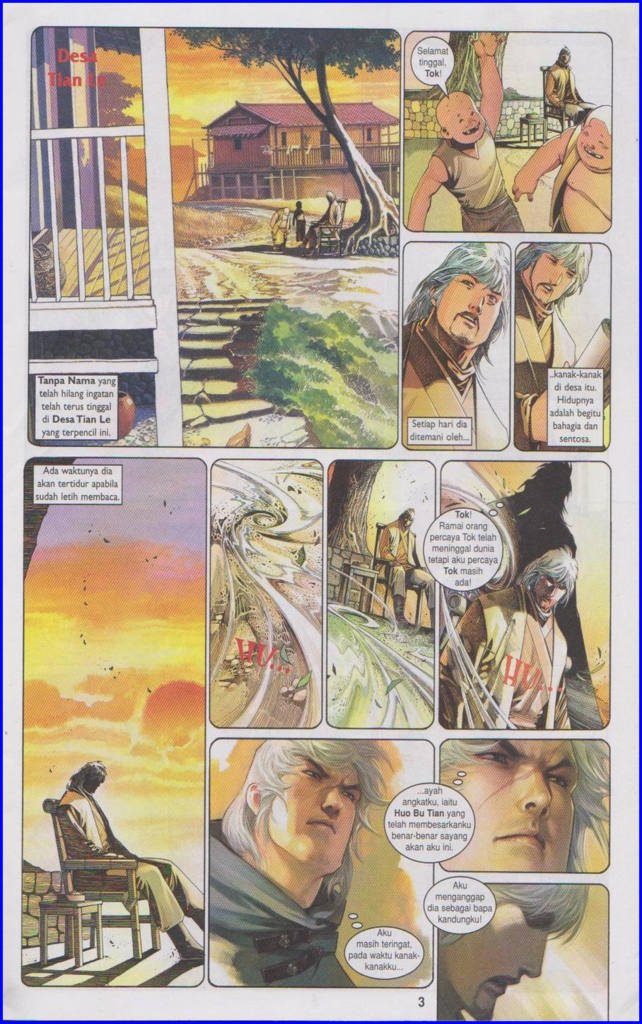 Desa
Tian Le
Selamat
tinggal,
Tok!
Tanpa Nama yang
telah hilang ingatan
telah terus tinggal
di Desa Tian Le
yang terpencil ini.
Setiap hari dia
ditemani oleh...
..kanak-kanak
di desa itu.
Hidupnya
adalah begitu
bahagia dan
sentosa.
Ada waktunya dia
akan tertidur apabila
sudah letih membaca.
HU...
Tok!
Ramai orang
percaya Tok telah
meninggal dunia
tetapi aku percaya
Tok masih
ada!
HU...
Aku
masih teringat,
pada waktu kanak-
kanakku...
...ayah
angkatku, iaitu
Huo Bu Tian yang
telah membesarkanku
benar-benar sayang
akan aku ini.
Aku
menganggap
dia sebagai bapa
kandungku!
3